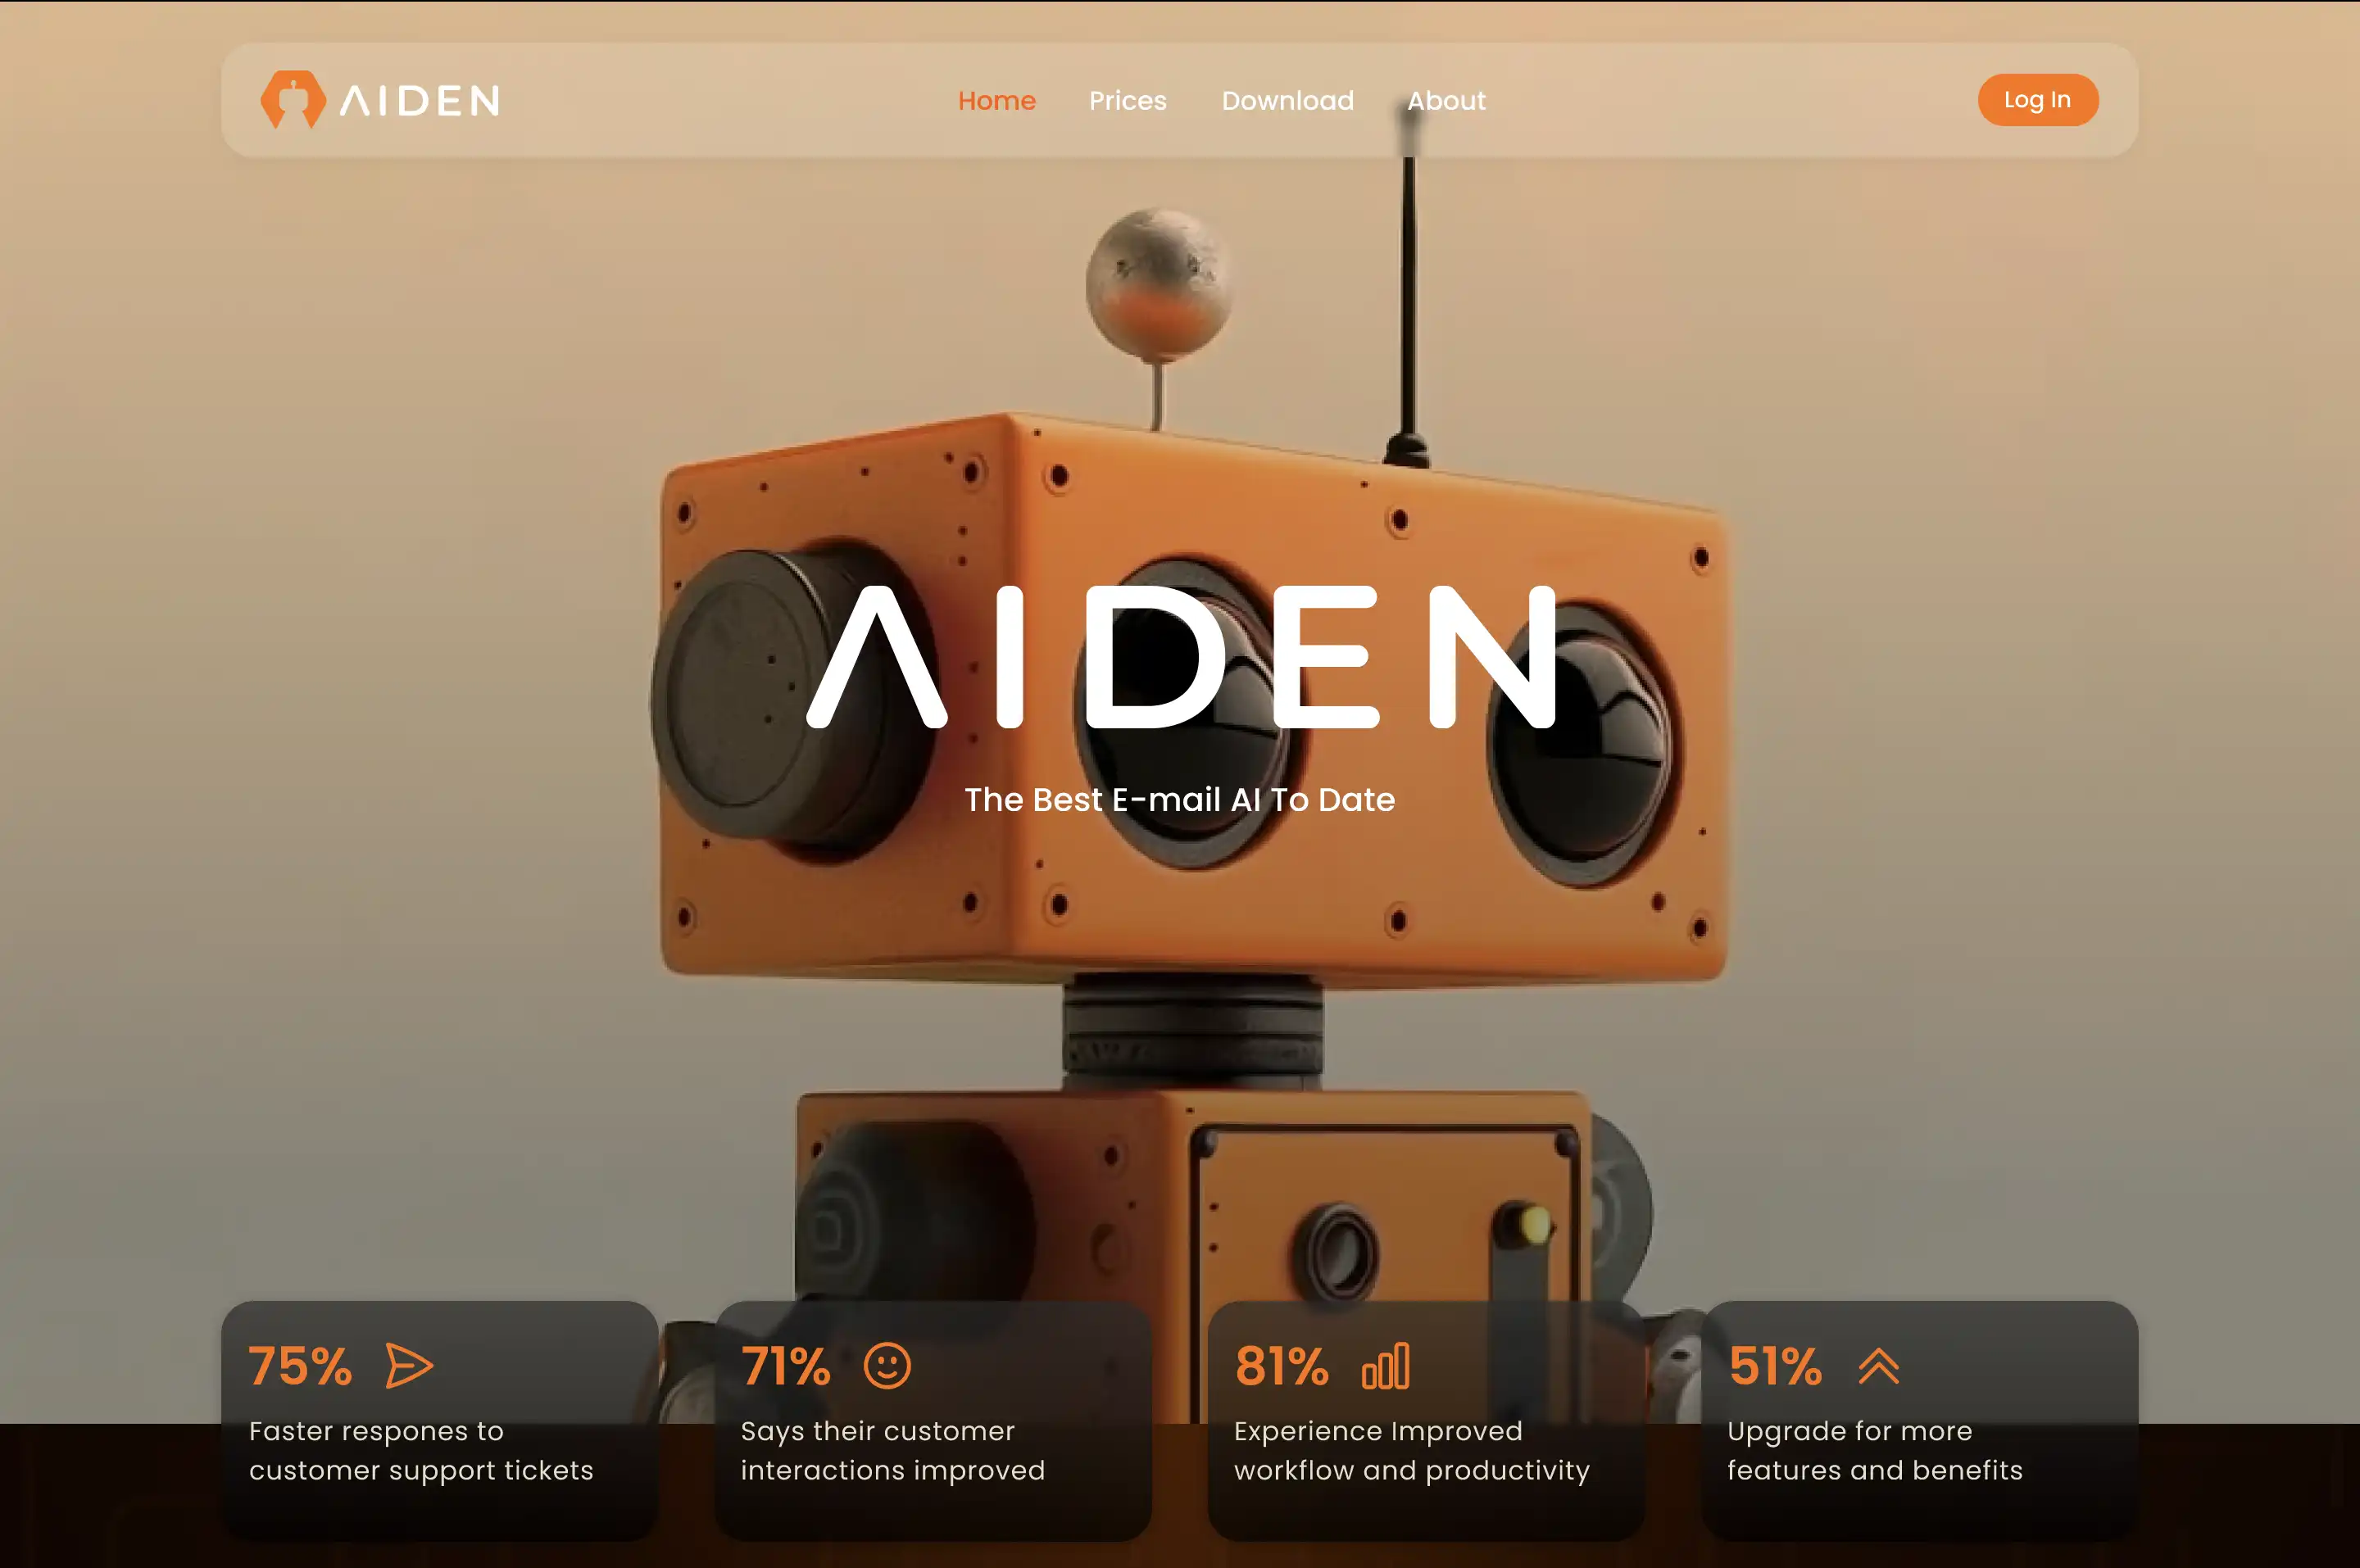 AIDEN
Home Prices Download About
Log In
AIDEN
The Best E-mail AI To Date
75%
Faster respones to
customer support tickets
71%
Says their customer
interactions improved
81%
Experience Improved
workflow and productivity
51%
Upgrade for more
features and benefits